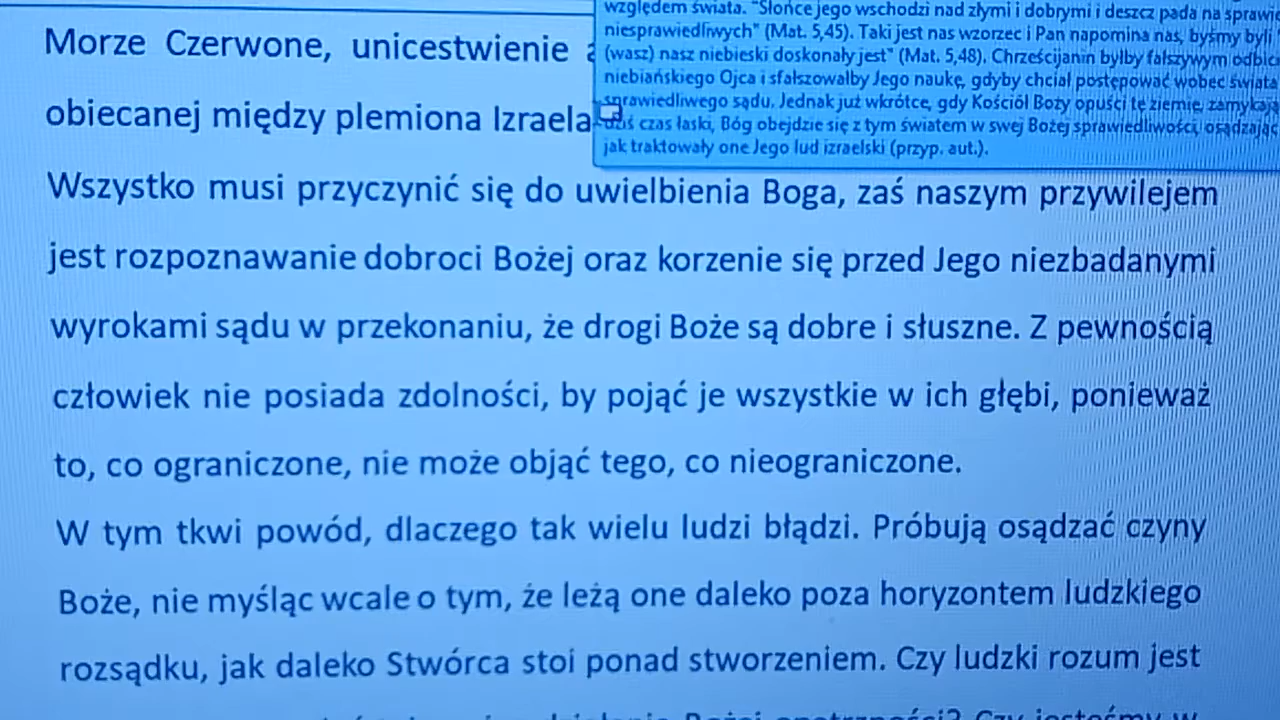 względem świata. "Słońce jego wschodzi nad złymi i dobrymi i deszcz pada na
niesprawiedliwych" (Mat. 5,45). Taki jest nas wzorzec i Pan napomina nas, byśmy byli
(wasz) nasz niebieski doskonały jest" (Mat. 5,48). Chrześcijanin byłby fałszywym
niebiańskiego Ojca i sfałszowałby Jego naukę, gdyby chciał postępować wobec świata
sprawiedliwego sądu. Jednak już wkrótce, gdy Kościół Boży opuści tę ziemię,
dziś czas łaski, Bóg obejdzie się z tym światem w swej Bożej sprawiedliwości,
jak traktowały one Jego lud izraelski (przyp. aut.).
Morze Czerwone, unicestwienie
obiecanej między plemiona Izraela
Wszystko musi przyczynić się do uwielbienia Boga, zaś naszym przywilejem
jest rozpoznawanie dobroci Bożej oraz korzenie się przed Jego niezbadanymi
wyrokami sądu w przekonaniu, że drogi Boże są dobre i słuszne. Z pewnością
człowiek nie posiada zdolności, by pojąć je wszystkie w ich głębi, ponieważ
to, co ograniczone, nie może objąć tego, co nieograniczone.
W tym tkwi powód, dlaczego tak wielu ludzi błądzi. Próbują osądzać czyny
Boże, nie myśląc wcale o tym, że leżą one daleko poza horyzontem ludzkiego
rozsądku, jak daleko Stwórca stoi ponad stworzeniem. Czy ludzki rozum jest
Bożej opatrzności? Czy jesteśmy w